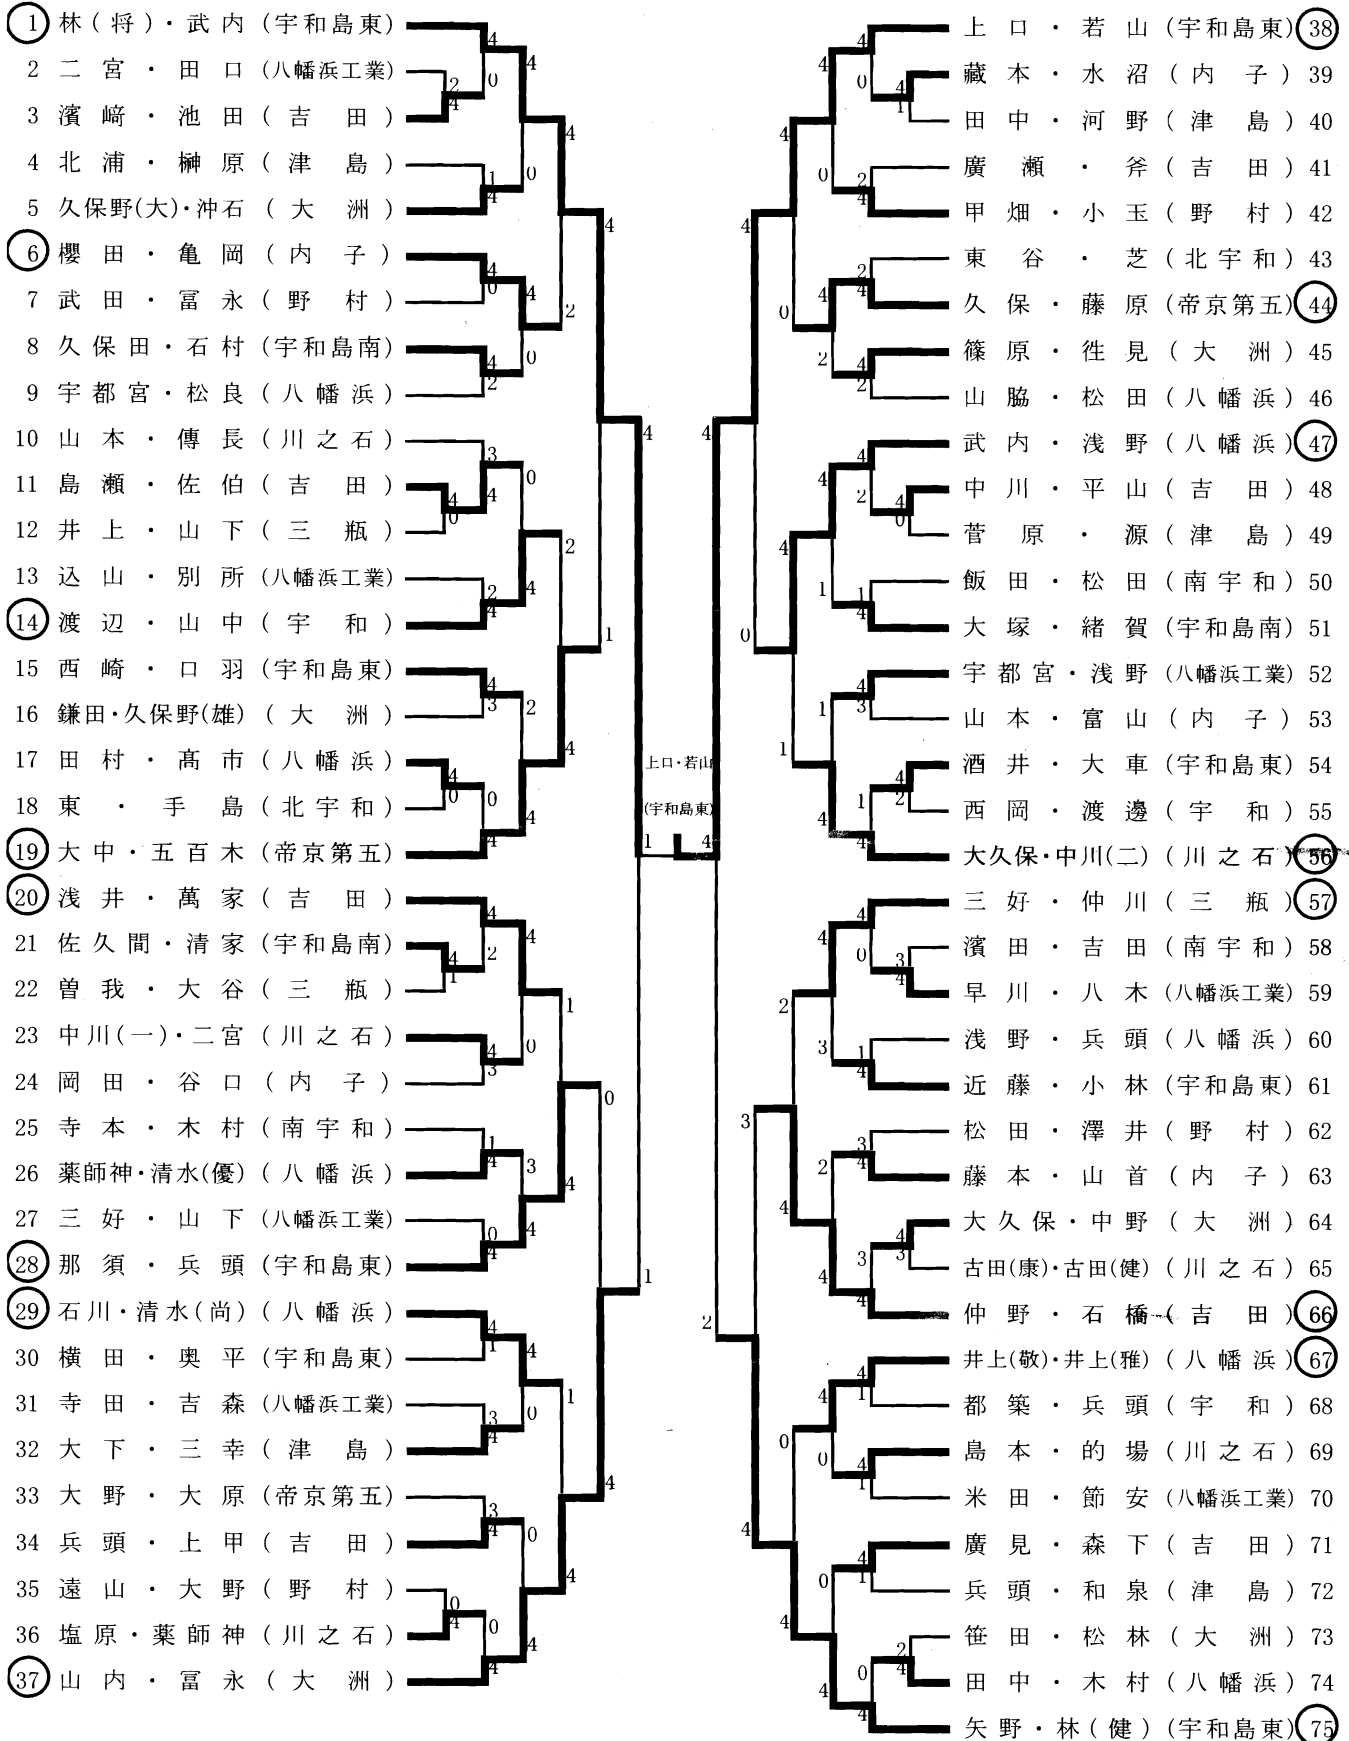 1 林(将)・武内 (宇和島東)
2 二宮・田口 (八幡浜工業)
3 濱﨑・池田 (吉田)
4 北浦・榊原 (津島)
5 久保野(大)・沖石 (大洲)
6 櫻田・亀岡 (内子)
7 武田・冨永 (野村)
8 久保田・石村 (宇和島南)
9 宇都宮・松良 (八幡浜)
10 山本・傳長 (川之石)
11 島瀬・佐伯 (吉田)
12 井上・山下 (三瓶)
13 込山・別所 (八幡浜工業)
14 渡辺・山中 (宇和)
15 西崎・口羽 (宇和島東)
16 鎌田・久保野(雄) (大洲)
17 田村・髙市 (八幡浜)
18 東・手島 (北宇和)
19 大中・五百木 (帝京第五)
20 浅井・萬家 (吉田)
21 佐久間・清家 (宇和島南)
22 曽我・大谷 (三瓶)
23 中川(一)・二宮 (川之石)
24 岡田・谷口 (内子)
25 寺本・木村 (南宇和)
26 薬師神・清水(優) (八幡浜)
27 三好・山下 (八幡浜工業)
28 那須・兵頭 (宇和島東)
29 石川・清水(尚) (八幡浜)
30 横田・奥平 (宇和島東)
31 寺田・吉森 (八幡浜工業)
32 大下・三幸 (津島)
33 大野・大原 (帝京第五)
34 兵頭・上甲 (吉田)
35 遠山・大野 (野村)
36 塩原・薬師神 (川之石)
37 山内・冨永 (大洲)
上口・若山
(宇和島東)
1 4
上口・若山 (宇和島東) 38
藏本・水沼 (内子) 39
田中・河野 (津島) 40
廣瀬・斧 (吉田) 41
甲畑・小玉 (野村) 42
東谷・芝 (北宇和) 43
久保・藤原 (帝京第五) 44
篠原・徃見 (大洲) 45
山脇・松田 (八幡浜) 46
武内・浅野 (八幡浜) 47
中川・平山 (吉田) 48
菅原・源 (津島) 49
飯田・松田 (南宇和) 50
大塚・緒賀 (宇和島南) 51
宇都宮・浅野 (八幡浜工業) 52
山本・富山 (内子) 53
酒井・大車 (宇和島東) 54
西岡・渡邊 (宇和) 55
大久保・中川(二) (川之石) 56
三好・仲川 (三瓶) 57
濱田・吉田 (南宇和) 58
早川・八木 (八幡浜工業) 59
浅野・兵頭 (八幡浜) 60
近藤・小林 (宇和島東) 61
松田・澤井 (野村) 62
藤本・山首 (内子) 63
大久保・中野 (大洲) 64
古田(康)・古田(健) (川之石) 65
仲野・石橋 (吉田) 66
井上(敬)・井上(雅) (八幡浜) 67
都築・兵頭 (宇和) 68
島本・的場 (川之石) 69
米田・節安 (八幡浜工業) 70
廣見・森下 (吉田) 71
兵頭・和泉 (津島) 72
笹田・松林 (大洲) 73
田中・木村 (八幡浜) 74
矢野・林(健) (宇和島東) 75